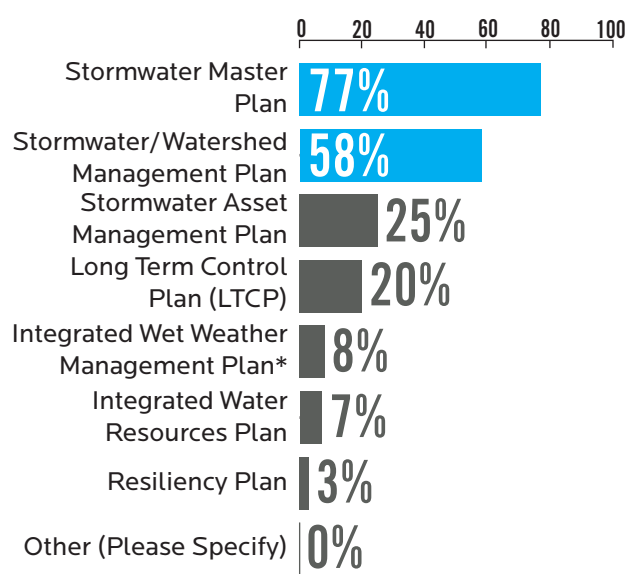 0 20 40 60 80 100
Stormwater Master
Plan
77%
Stormwater/Watershed
Management Plan
58%
Stormwater Asset
Management Plan
25%
Long Term Control
Plan (LTCP)
20%
Integrated Wet Weather
Management Plan*
8%
Integrated Water
Resources Plan
7%
Resiliency Plan
3%
Other (Please Specify)
0%